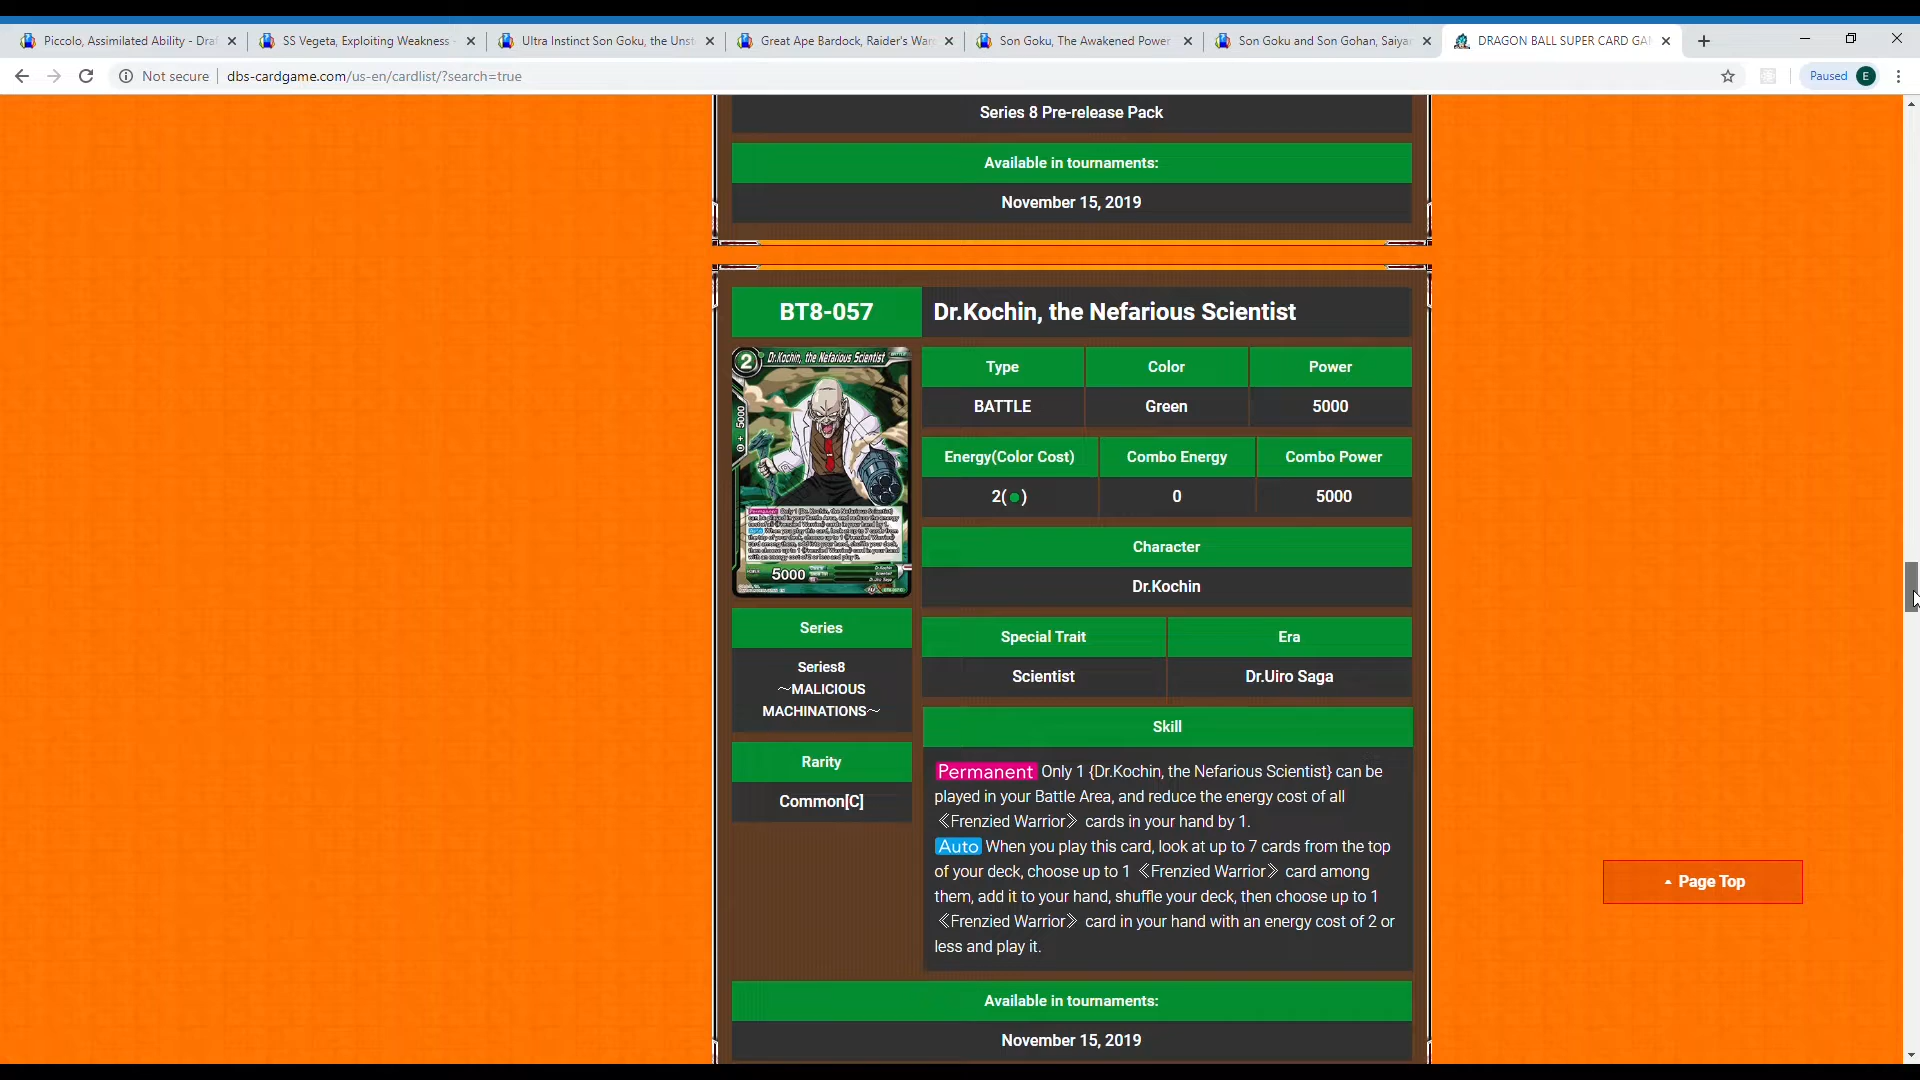 Piccolo, Assimilated Ability - Dra
SS Vegeta, Exploiting Weakness -
Ultra Instinct Son Goku, the Unst
Great Ape Bardock, Raider's War
Son Goku, The Awakened Power
Son Goku and Son Gohan, Saiya
DRAGON BALL SUPER CARD GA
Not secure
dbs-cardgame.com/us-en/cardlist/?search=true
Paused
E
Series 8 Pre-release Pack
Available in tournaments:
November 15, 2019
BT8-057
Dr.Kochin, the Nefarious Scientist
2
Dr.Kochin, the Nefarious Scientist
5000
5000
Type
Color
Power
BATTLE
Green
5000
Energy(Color Cost)
Combo Energy
Combo Power
2(●)
0
5000
Character
Dr.Kochin
Special Trait
Era
Scientist
Dr.Uiro Saga
Series
Series8
～MALICIOUS
MACHINATIONS～
Rarity
Common[C]
Skill
Permanent Only 1 {Dr.Kochin, the Nefarious Scientist} can be
played in your Battle Area, and reduce the energy cost of all
《Frenzied Warrior》 cards in your hand by 1.
Auto When you play this card, look at up to 7 cards from the top
of your deck, choose up to 1 《Frenzied Warrior》 card among
them, add it to your hand, shuffle your deck, then choose up to 1
《Frenzied Warrior》 card in your hand with an energy cost of 2 or
less and play it.
Available in tournaments:
November 15, 2019
Page Top